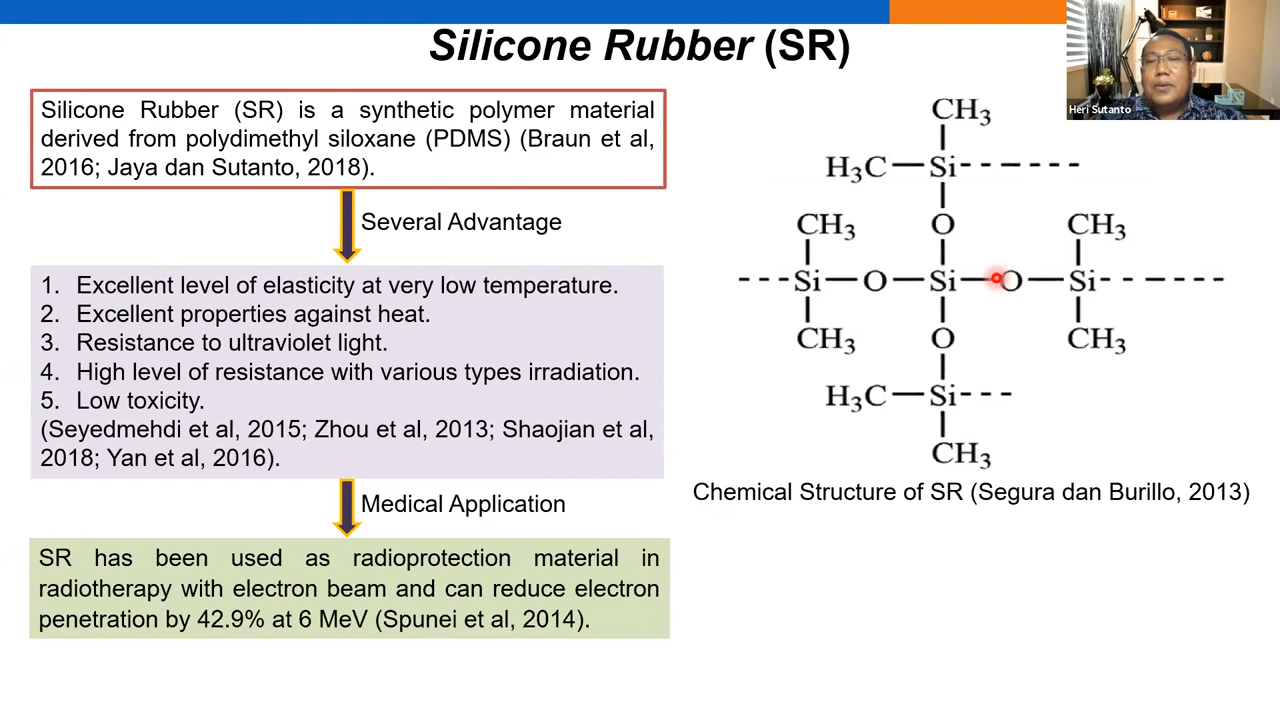 Silicone Rubber (SR)
Heri Sutanto
Silicone Rubber (SR) is a synthetic polymer material
derived from polydimethyl siloxane (PDMS) (Braun et al,
2016; Jaya dan Sutanto, 2018).
Several Advantage
1. Excellent level of elasticity at very low temperature.
2. Excellent properties against heat.
3. Resistance to ultraviolet light.
4. High level of resistance with various types irradiation.
5. Low toxicity.
(Seyedmehdi et al, 2015; Zhou et al, 2013; Shaojian et al,
2018; Yan et al, 2016).
Medical Application
SR has been used as radioprotection material in
radiotherapy with electron beam and can reduce electron
penetration by 42.9% at 6 MeV (Spunei et al, 2014).
CH₃
H₃C—Si------
O
CH₃ CH₃
---Si—O—Si—O—Si------
CH₃ O CH₃
H₃C—Si---
CH₃
Chemical Structure of SR (Segura dan Burillo, 2013)